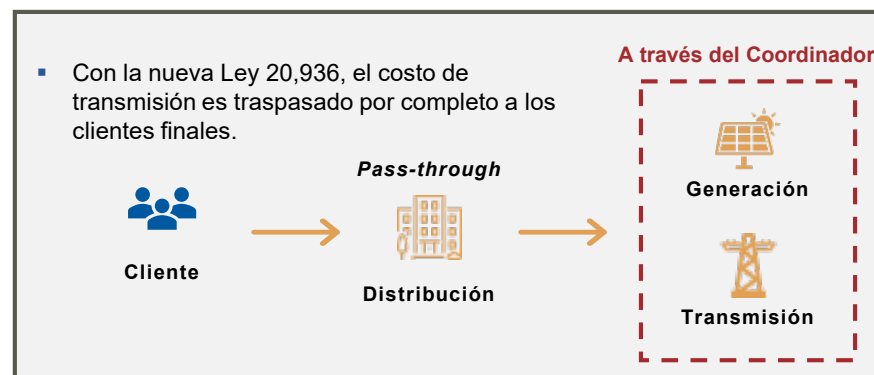 A través del Coordinador
▪ Con la nueva Ley 20,936, el costo de
transmisión es traspasado por completo a los
clientes finales.
Pass-through
Cliente
Distribución
Generación
Transmisión